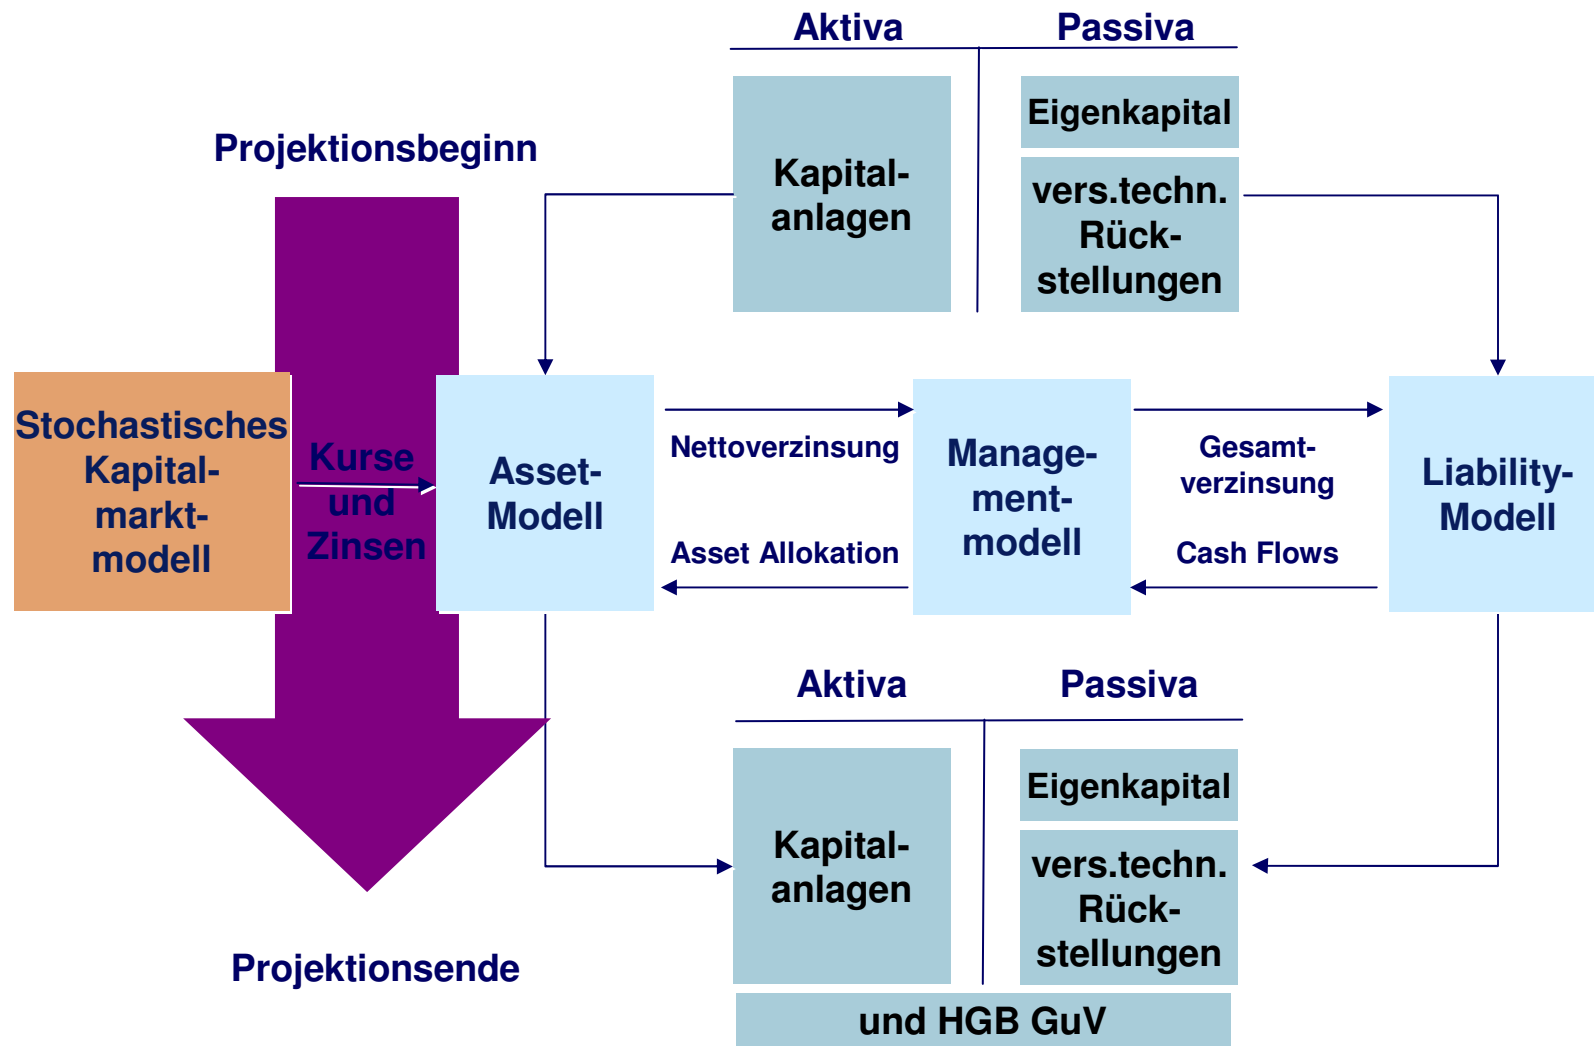 Aktiva
Passiva
Kapital-
anlagen
Eigenkapital
vers.techn.
Rück-
stellungen
Projektionsbeginn
Stochastisches
Kapital-
markt-
modell
Kurse
und
Zinsen
Asset-
Modell
Nettoverzinsung
Asset Allokation
Manage-
ment-
modell
Gesamt-
verzinsung
Cash Flows
Liability-
Modell
Aktiva
Passiva
Kapital-
anlagen
Eigenkapital
vers.techn.
Rück-
stellungen
Projektionsende
und HGB GuV